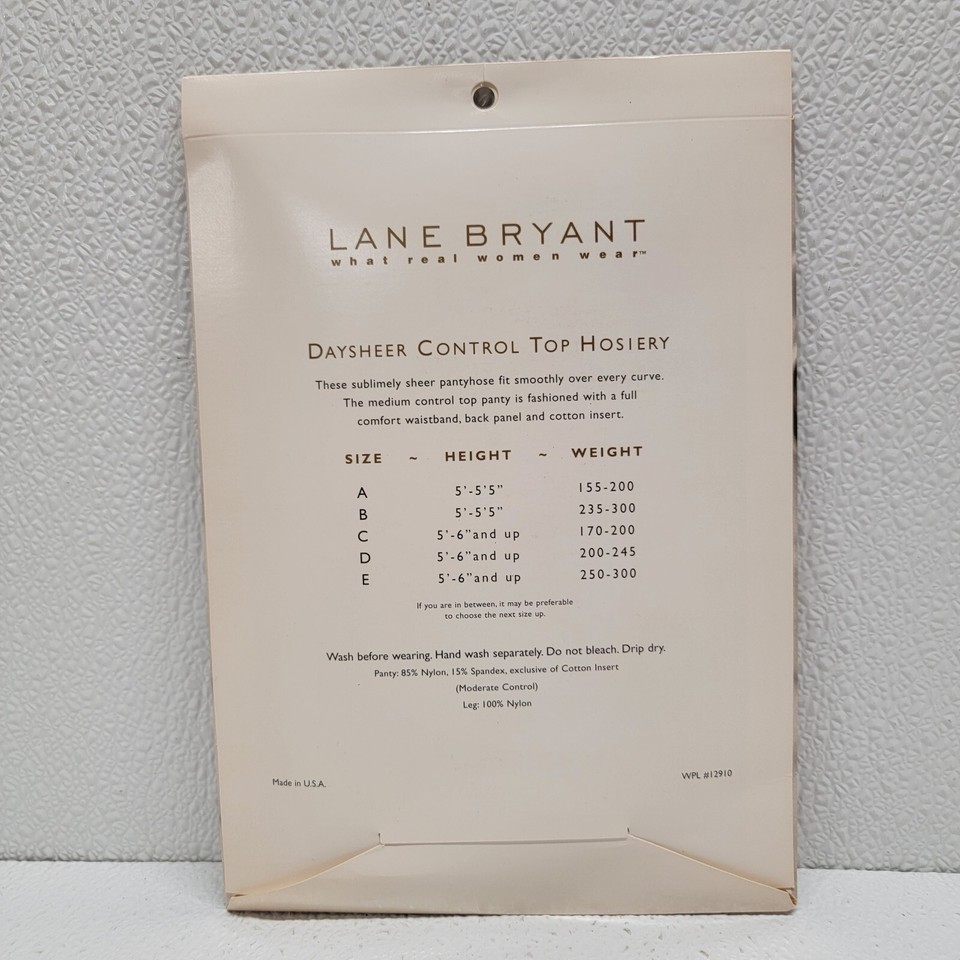 LANE BRYANT
what real women wear™
DAYSHEER CONTROL TOP HOSIERY
These sublimely sheer pantyhose fit smoothly over every curve.
The medium control top panty is fashioned with a full
comfort waistband, back panel and cotton insert.
SIZE ~ HEIGHT ~ WEIGHT
A 5'-5'5" 155-200
B 5'-5'5" 235-300
C 5'-6"and up 170-200
D 5'-6"and up 200-245
E 5'-6"and up 250-300
If you are in between, it may be preferable
to choose the next size up.
Wash before wearing. Hand wash separately. Do not bleach. Drip dry.
Panty: 85% Nylon, 15% Spandex, exclusive of Cotton Insert
(Moderate Control)
Leg: 100% Nylon
Made in U.S.A.
WPL #12910